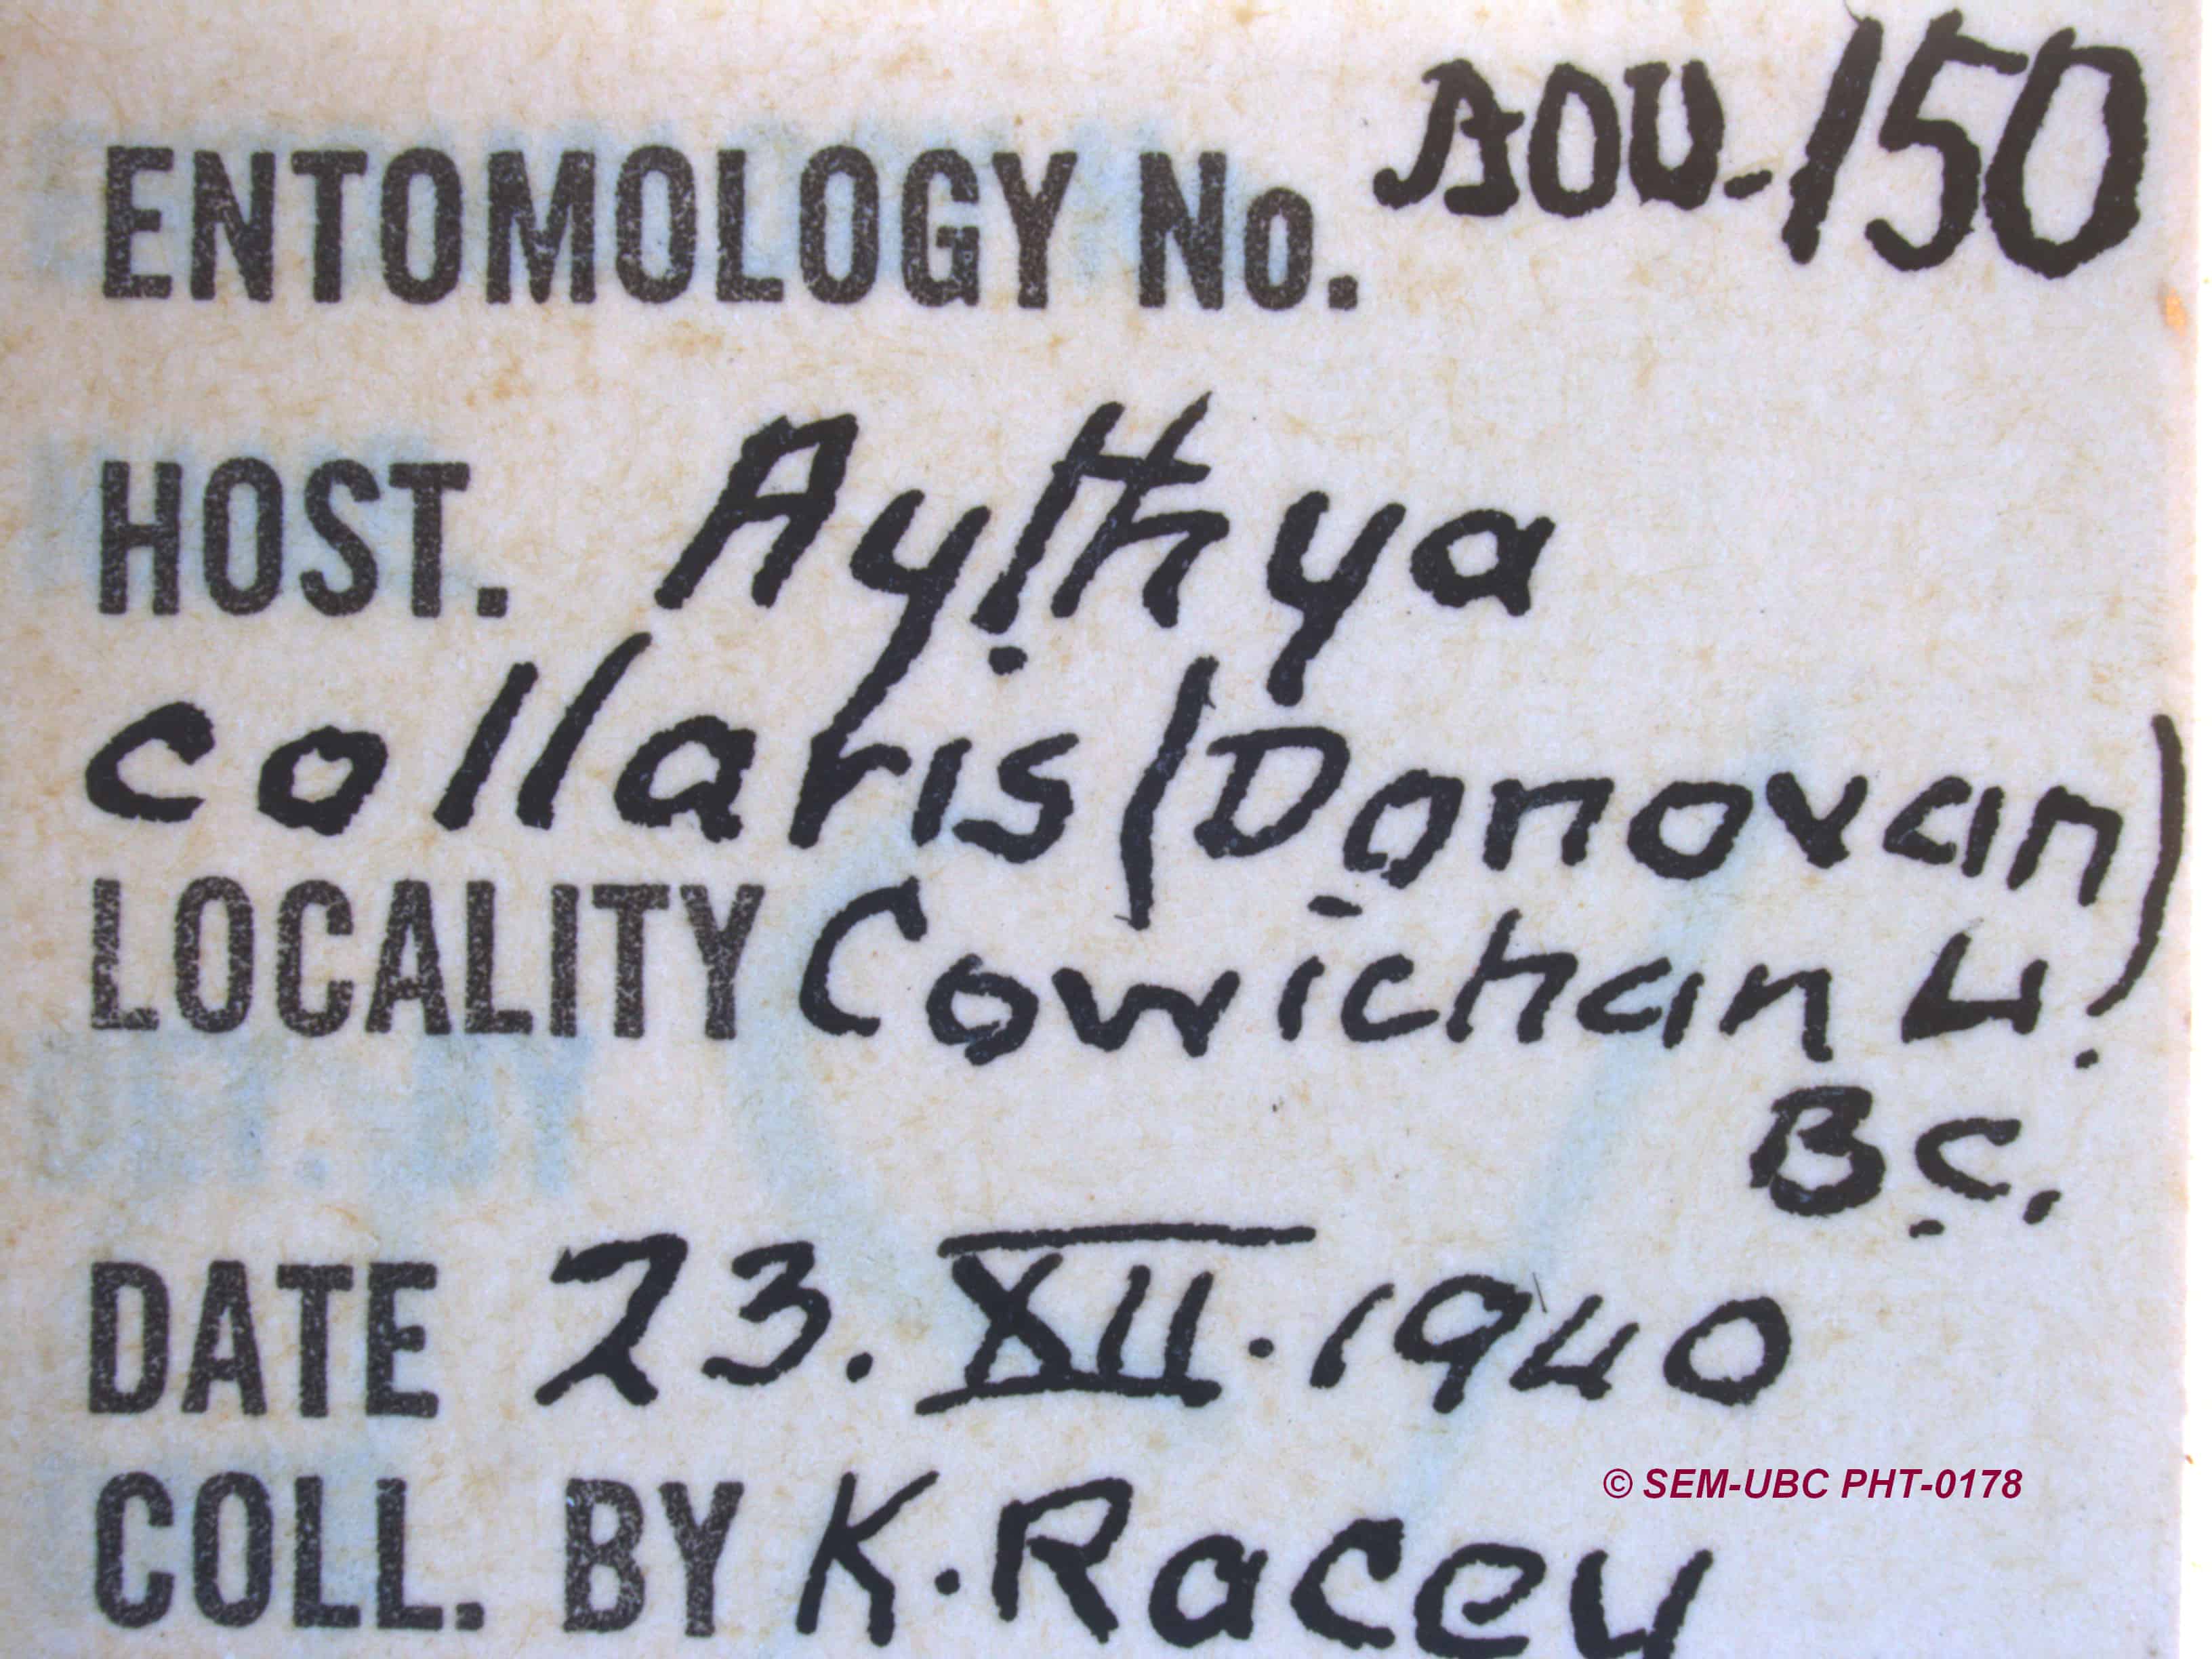 ENTOMOLOGY No. AOU-150
HOST. Aythya
collaris (Donovan)
LOCALITY Cowichan L!
B.C.
DATE 23. XII. 1940
© SEM-UBC PHT-0178
COLL. BY K. Racey